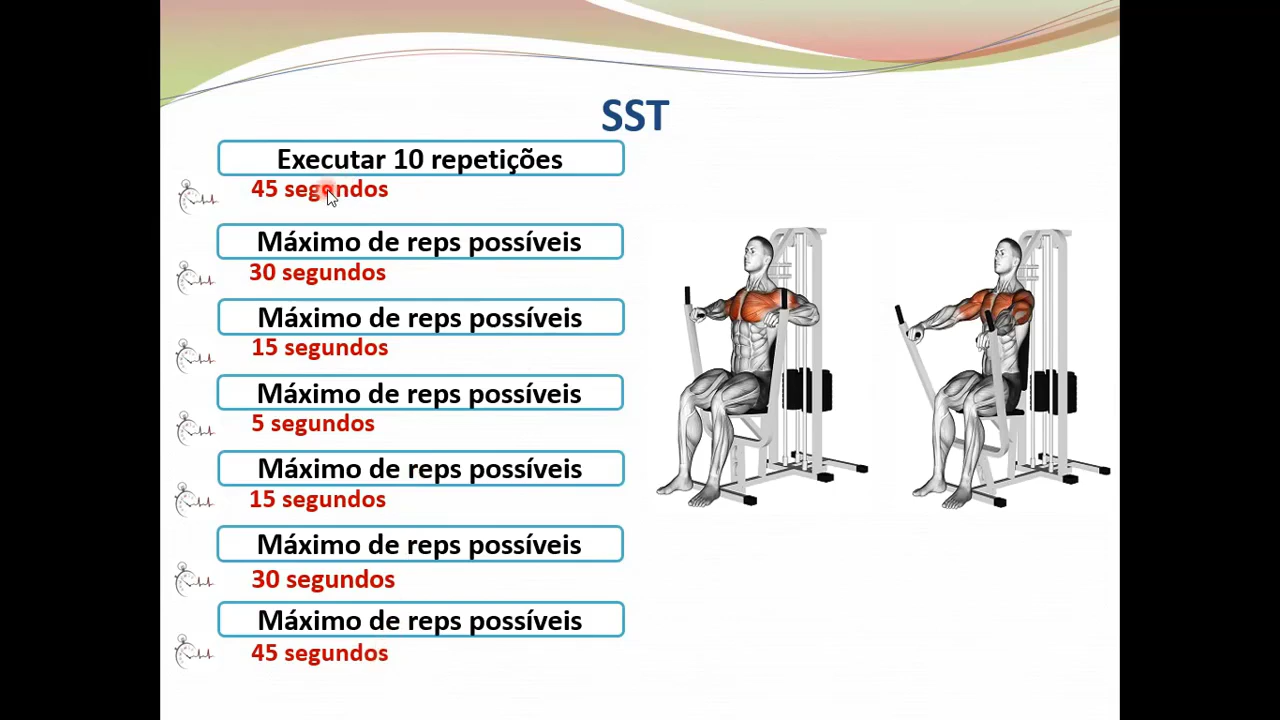 SST
Executar 10 repetições
45 segundos
Máximo de reps possíveis
30 segundos
Máximo de reps possíveis
15 segundos
Máximo de reps possíveis
5 segundos
Máximo de reps possíveis
15 segundos
Máximo de reps possíveis
30 segundos
Máximo de reps possíveis
45 segundos